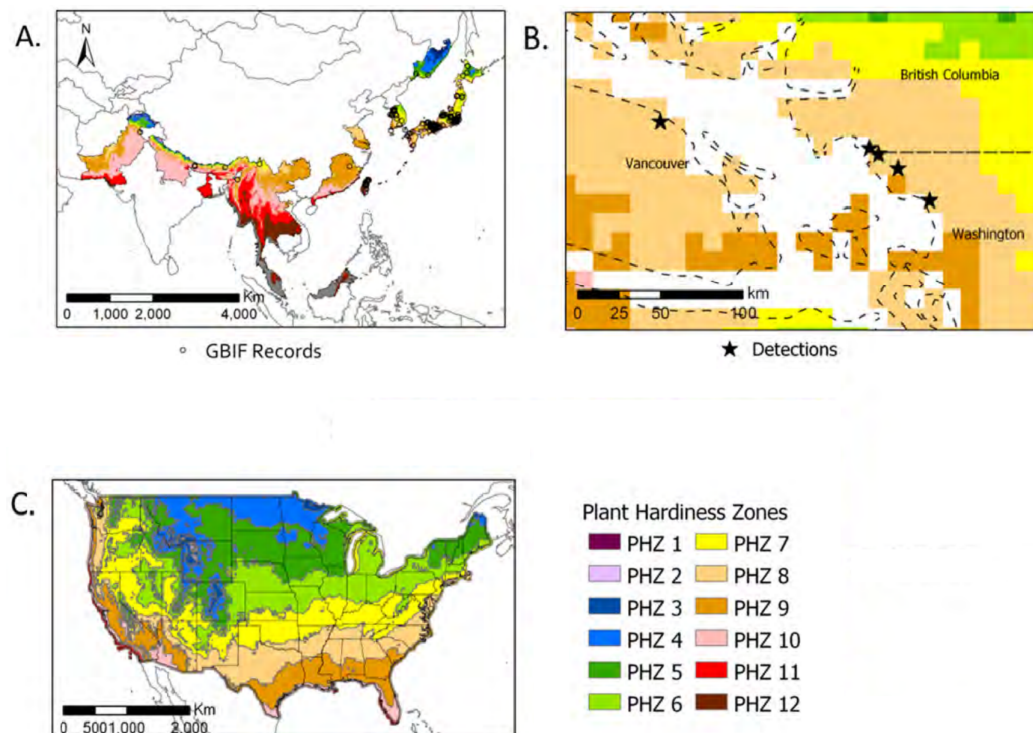 A.
N
Km
0 1,000 2,000 4,000
GBIF Records
B.
British Columbia
Vancouver
Washington
km
0 25 50 100
Detections
C.
Km
0 5001.000 2,000
Plant Hardiness Zones
PHZ 1 PHZ 7
PHZ 2 PHZ 8
PHZ 3 PHZ 9
PHZ 4 PHZ 10
PHZ 5 PHZ 11
PHZ 6 PHZ 12